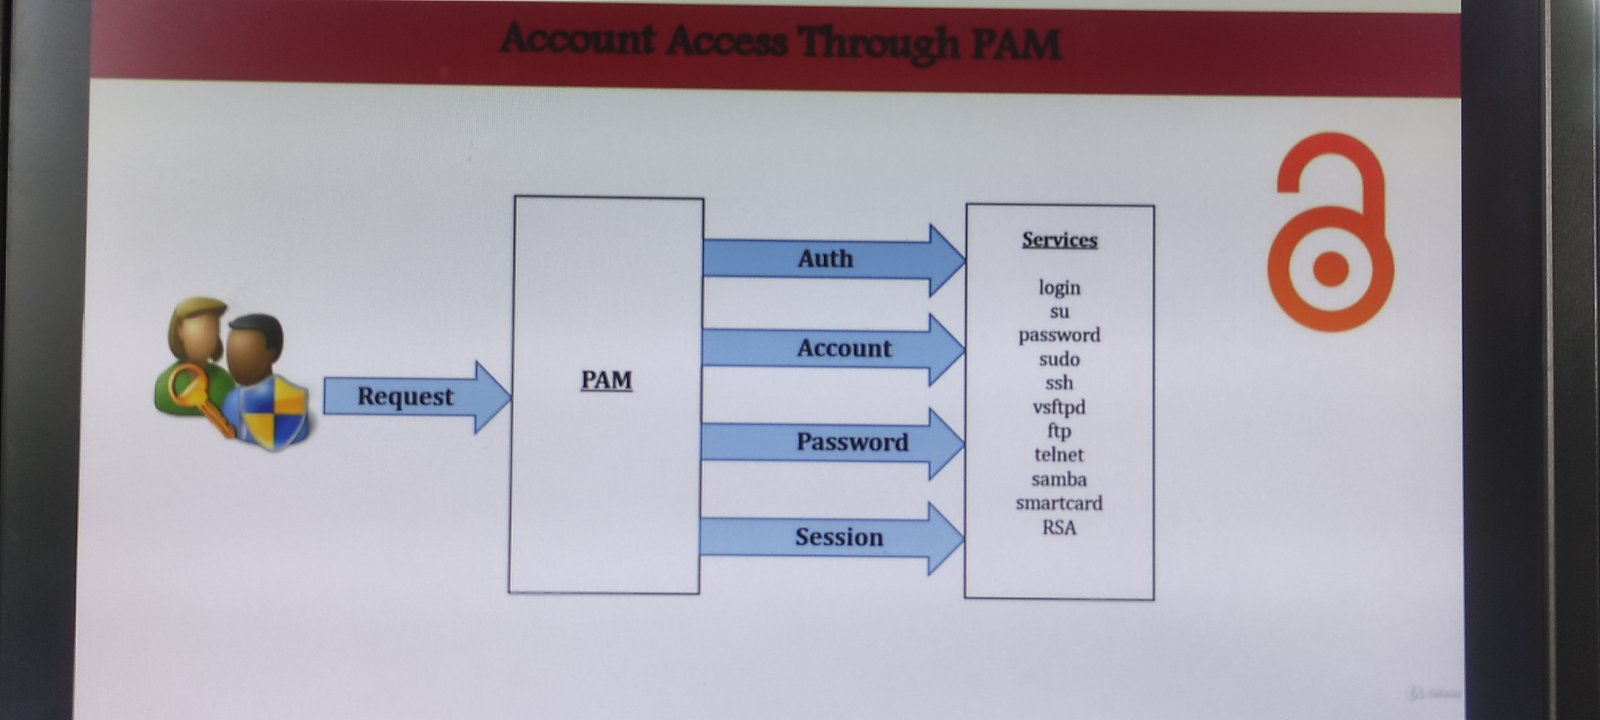 Account Access Through PAM
Request
PAM
Auth
Account
Password
Session
Services
login
su
password
sudo
ssh
vsftpd
ftp
telnet
samba
smartcard
RSA